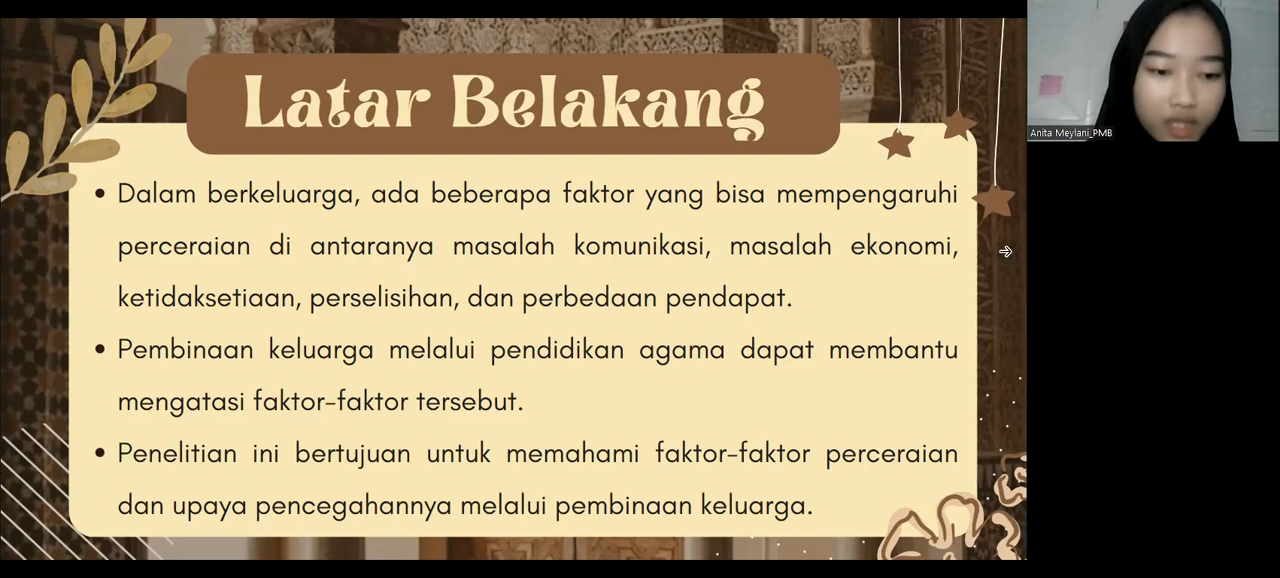 Latar Belakang
• Dalam berkeluarga, ada beberapa faktor yang bisa mempengaruhi
perceraian di antaranya masalah komunikasi, masalah ekonomi,
ketidaksetiaan, perselisihan, dan perbedaan pendapat.
• Pembinaan keluarga melalui pendidikan agama dapat membantu
mengatasi faktor-faktor tersebut.
• Penelitian ini bertujuan untuk memahami faktor-faktor perceraian
dan upaya pencegahannya melalui pembinaan keluarga.
Anita Meylani_PMB